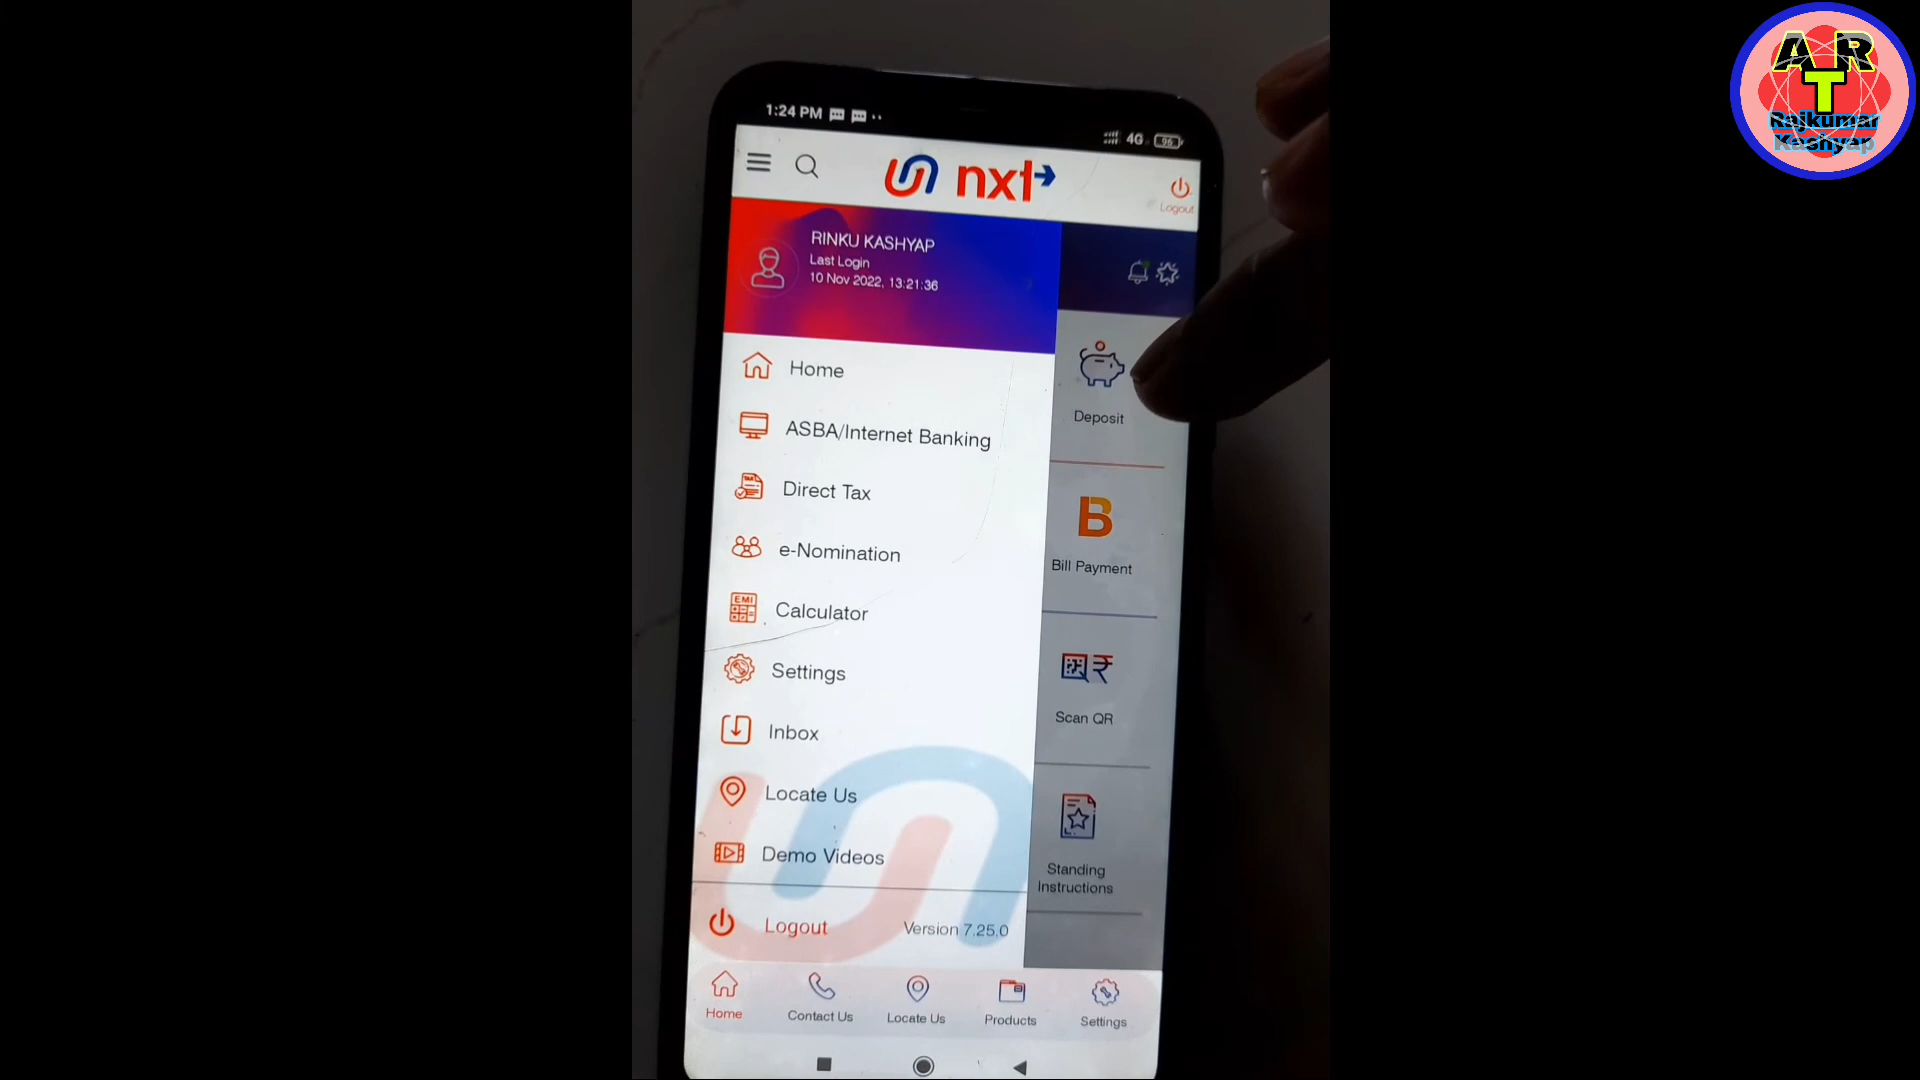 1:24 PM
4G
96
nxt
Logout
RINKU KASHYAP
Last Login
10 Nov 2022, 13:21:36
Home
ASBA/Internet Banking
Direct Tax
e-Nomination
EMI
Calculator
Settings
Inbox
Locate Us
Demo Videos
Logout
Version 7.25.0
Deposit
B
Bill Payment
₹
Scan QR
Standing
Instructions
Home
Contact Us
Locate Us
Products
Settings
A R
T
Rajkumar
Kashyap